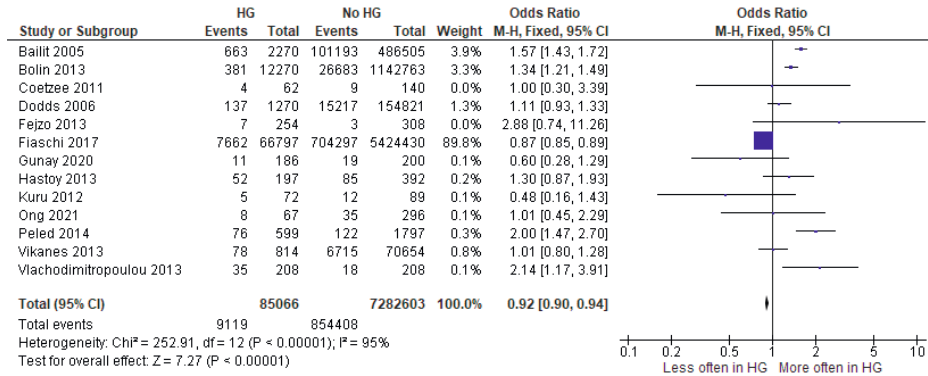 HG No HG Odds Ratio Odds Ratio
Study or Subgroup Events Total Events Total Weight M-H, Fixed, 95% CI M-H, Fixed, 95% CI
Bailit 2005 663 2270 101193 486505 3.9% 1.57 [1.43, 1.72]
Bolin 2013 381 12270 26683 1142763 3.3% 1.34 [1.21, 1.49]
Coetzee 2011 4 62 9 140 0.0% 1.00 [0.30, 3.39]
Dodds 2006 137 1270 15217 154821 1.3% 1.11 [0.93, 1.33]
Fejzo 2013 7 254 3 308 0.0% 2.88 [0.74, 11.26]
Fiaschi 2017 7662 66797 704297 5424430 89.8% 0.87 [0.85, 0.89]
Gunay 2020 11 186 19 200 0.1% 0.60 [0.28, 1.29]
Hastoy 2013 52 197 85 392 0.2% 1.30 [0.87, 1.93]
Kuru 2012 5 72 12 89 0.1% 0.48 [0.16, 1.43]
Ong 2021 8 67 35 296 0.1% 1.01 [0.45, 2.29]
Peled 2014 76 599 122 1797 0.4% 2.00 [1.47, 2.70]
Vikanes 2013 78 814 6715 70654 0.8% 1.01 [0.80, 1.28]
Vlachodimitropoulou 2013 35 208 18 208 0.1% 2.14 [1.17, 3.91]
Total (95% CI) 85066 7282603 100.0% 0.92 [0.90, 0.94]
Total events 9119 854408
Heterogeneity: Chi² = 252.91, df = 12 (P < 0.00001); I² = 95%
Test for overall effect: Z = 7.27 (P < 0.00001)
0.1 0.2 0.5 1 2 5 10
Less often in HG More often in HG